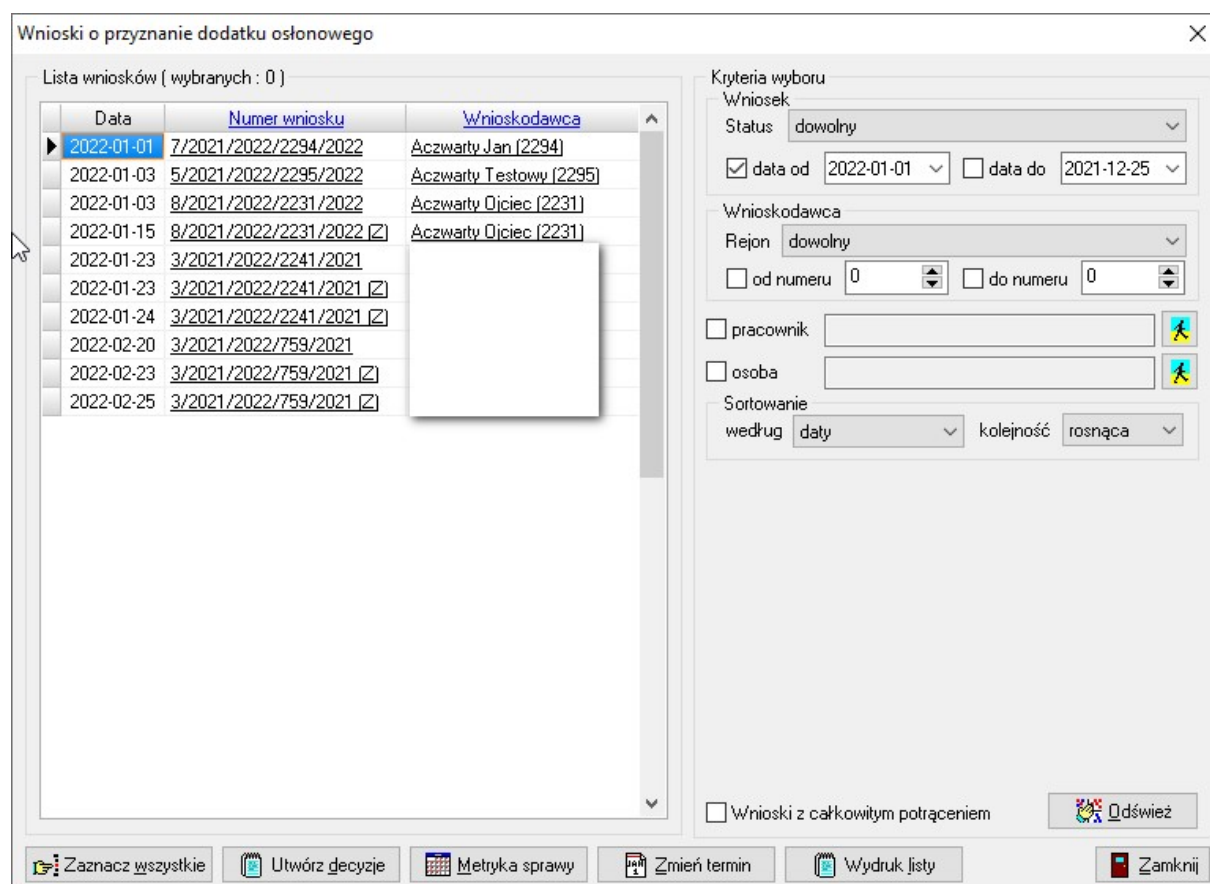 Wnioski o przyznanie dodatku osłonowego
Lista wniosków ( wybranych : 0 )
Data Numer wniosku Wnioskodawca
2022-01-01 7/2021/2022/2294/2022 Aczwarty Jan (2294)
2022-01-03 5/2021/2022/2295/2022 Aczwarty Testowy (2295)
2022-01-03 8/2021/2022/2231/2022 Aczwarty Ojciec (2231)
2022-01-15 8/2021/2022/2231/2022 (Z) Aczwarty Ojciec (2231)
2022-01-23 3/2021/2022/2241/2021
2022-01-23 3/2021/2022/2241/2021 (Z)
2022-01-24 3/2021/2022/2241/2021 (Z)
2022-02-20 3/2021/2022/759/2021
2022-02-23 3/2021/2022/759/2021 (Z)
2022-02-25 3/2021/2022/759/2021 (Z)
Kryteria wyboru
Wniosek
Status dowolny
data od 2022-01-01 data do 2021-12-25
Wnioskodawca
Rejon dowolny
od numeru 0 do numeru 0
pracownik
osoba
Sortowanie
według daty kolejność rosnąca
Wnioski z całkowitym potrąceniem Odśwież
Zaznacz wszystkie Utwórz decyzje Metryka sprawy Zmień termin Wydruk listy Zamknij